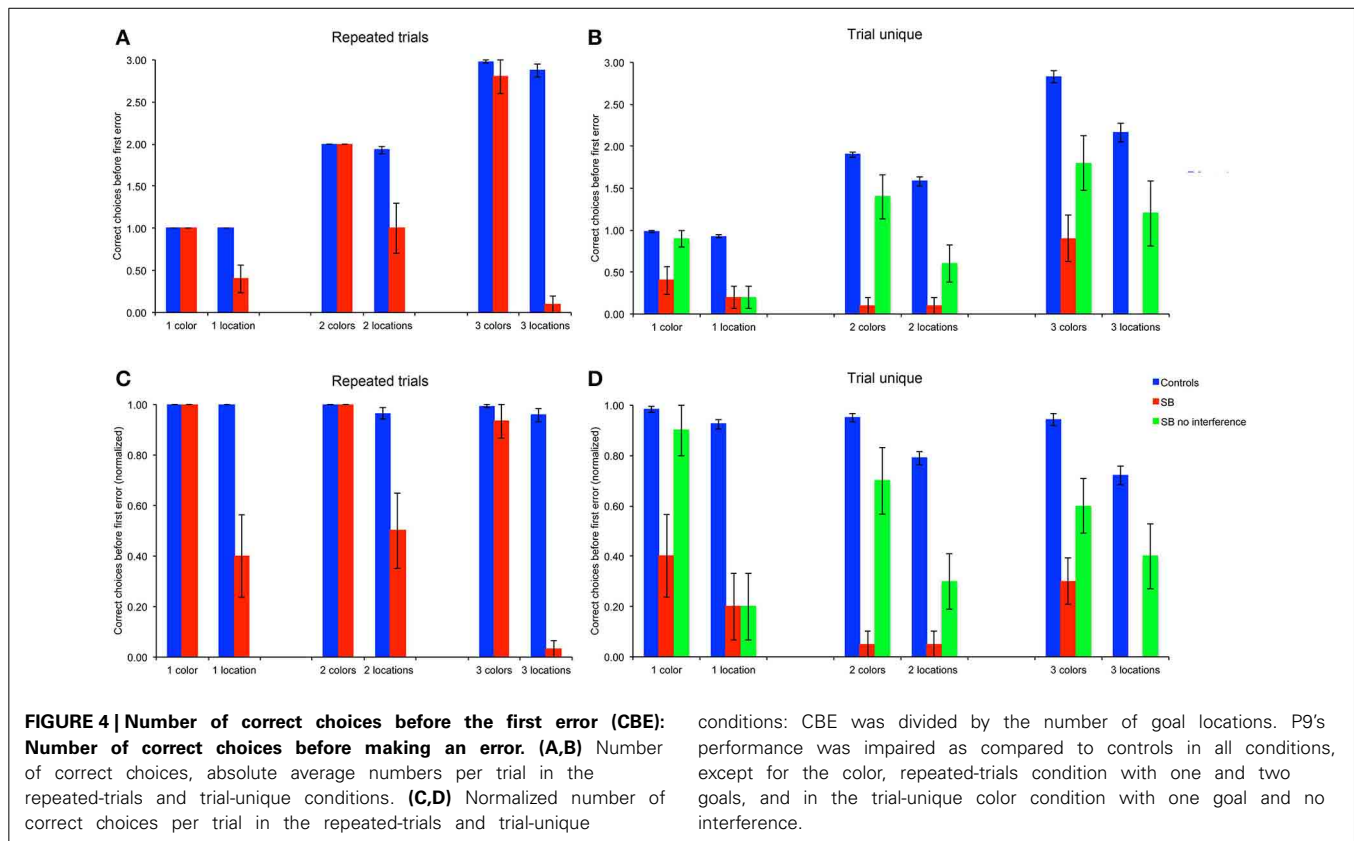 A
Repeated trials
Correct choices before first error
3.00
2.50
2.00
1.50
1.00
0.50
0.00
1 color
1 location
2 colors
2 locations
3 colors
3 locations
B
Trial unique
Correct choices before first error
3.00
2.50
2.00
1.50
1.00
0.50
0.00
1 color
1 location
2 colors
2 locations
3 colors
3 locations
C
Repeated trials
Correct choices before first error (normalized)
1.00
0.80
0.60
0.40
0.20
0.00
1 color
1 location
2 colors
2 locations
3 colors
3 locations
D
Trial unique
Correct choices before first error (normalized)
1.00
0.80
0.60
0.40
0.20
0.00
1 color
1 location
2 colors
2 locations
3 colors
3 locations
Controls
SB
SB no interference
FIGURE 4 | Number of correct choices before the first error (CBE):
Number of correct choices before making an error. (A,B) Number
of correct choices, absolute average numbers per trial in the
repeated-trials and trial-unique conditions. (C,D) Normalized number of
correct choices per trial in the repeated-trials and trial-unique
conditions: CBE was divided by the number of goal locations. P9's
performance was impaired as compared to controls in all conditions,
except for the color, repeated-trials condition with one and two
goals, and in the trial-unique color condition with one goal and no
interference.